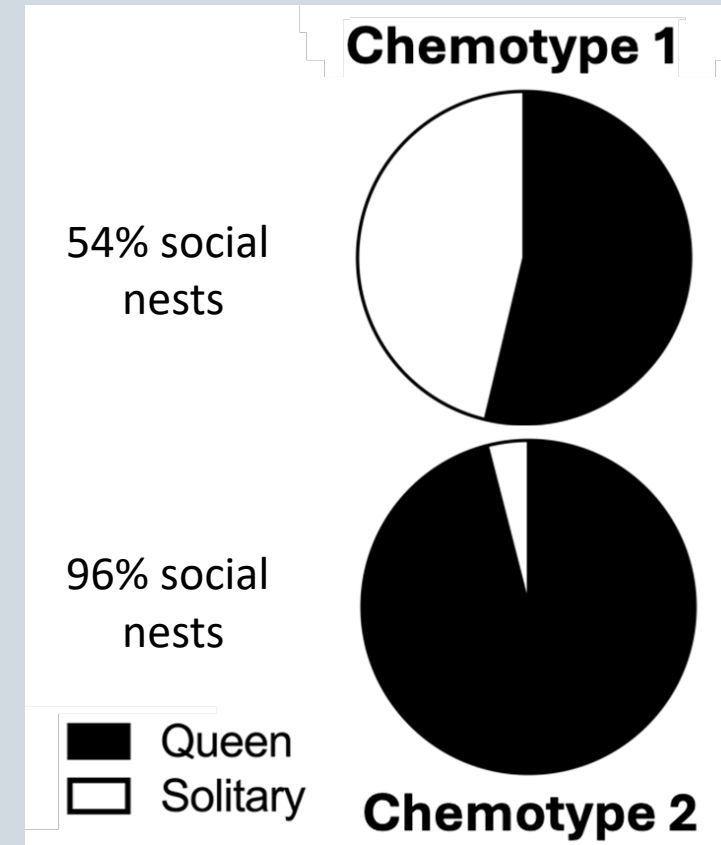 Chemotype 1
54% social
nests
96% social
nests
Queen
Solitary
Chemotype 2